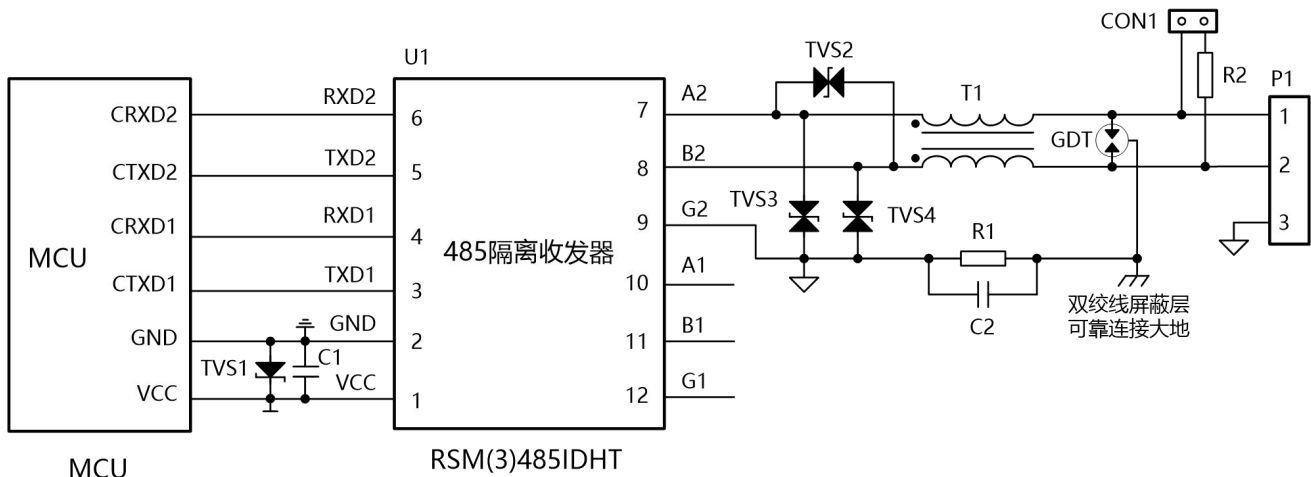 CON1
U1
TVS2
R2
P1
CRXD2
RXD2
6
7
A2
T1
1
GDT
CTXD2
TXD2
5
8
B2
2
CRXD1
RXD1
4
9
G2
TVS3
TVS4
3
MCU
485隔离收发器
R1
CTXD1
TXD1
3
10
A1
C2
双绞线屏蔽层
可靠连接大地
GND
GND
2
11
B1
TVS1
C1
VCC
VCC
1
12
G1
MCU
RSM(3)485IDHT